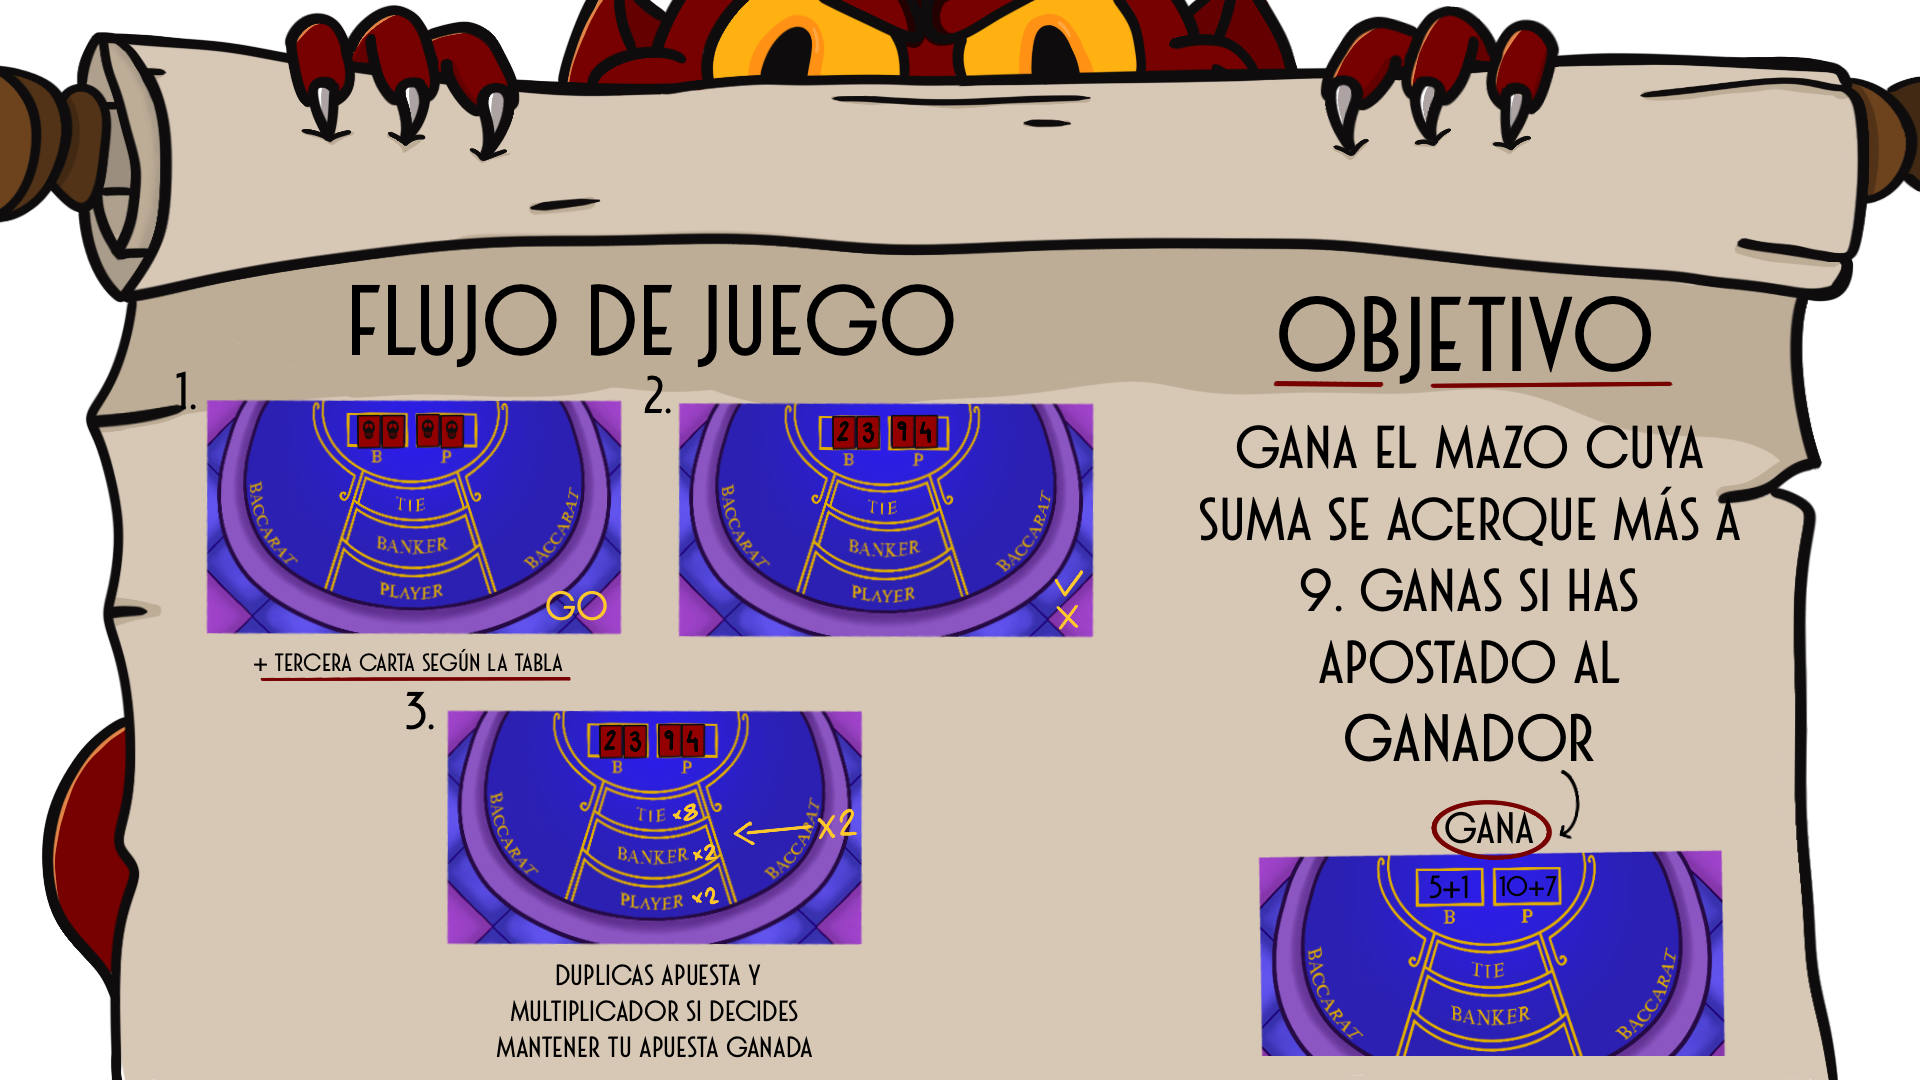 FLUJO DE JUEGO
1.
B P
TIE
BANKER
PLAYER
BACCARAT
BACCARAT
GO
+ TERCERA CARTA SEGÚN LA TABLA
2.
2 3 9 4
B P
TIE
BANKER
PLAYER
BACCARAT
BACCARAT
✓
X
3.
2 3 9 4
B P
TIE x8
BANKER x2
PLAYER x2
BACCARAT
BACCARAT
x2
DUPLICAS APUESTA Y
MULTIPLICADOR SI DECIDES
MANTENER TU APUESTA GANADA
OBJETIVO
GANA EL MAZO CUYA
SUMA SE ACERQUE MÁS A
9. GANAS SI HAS
APOSTADO AL
GANADOR
GANA
5+1 10+7
B P
TIE
BANKER
BACCARAT
BACCARAT